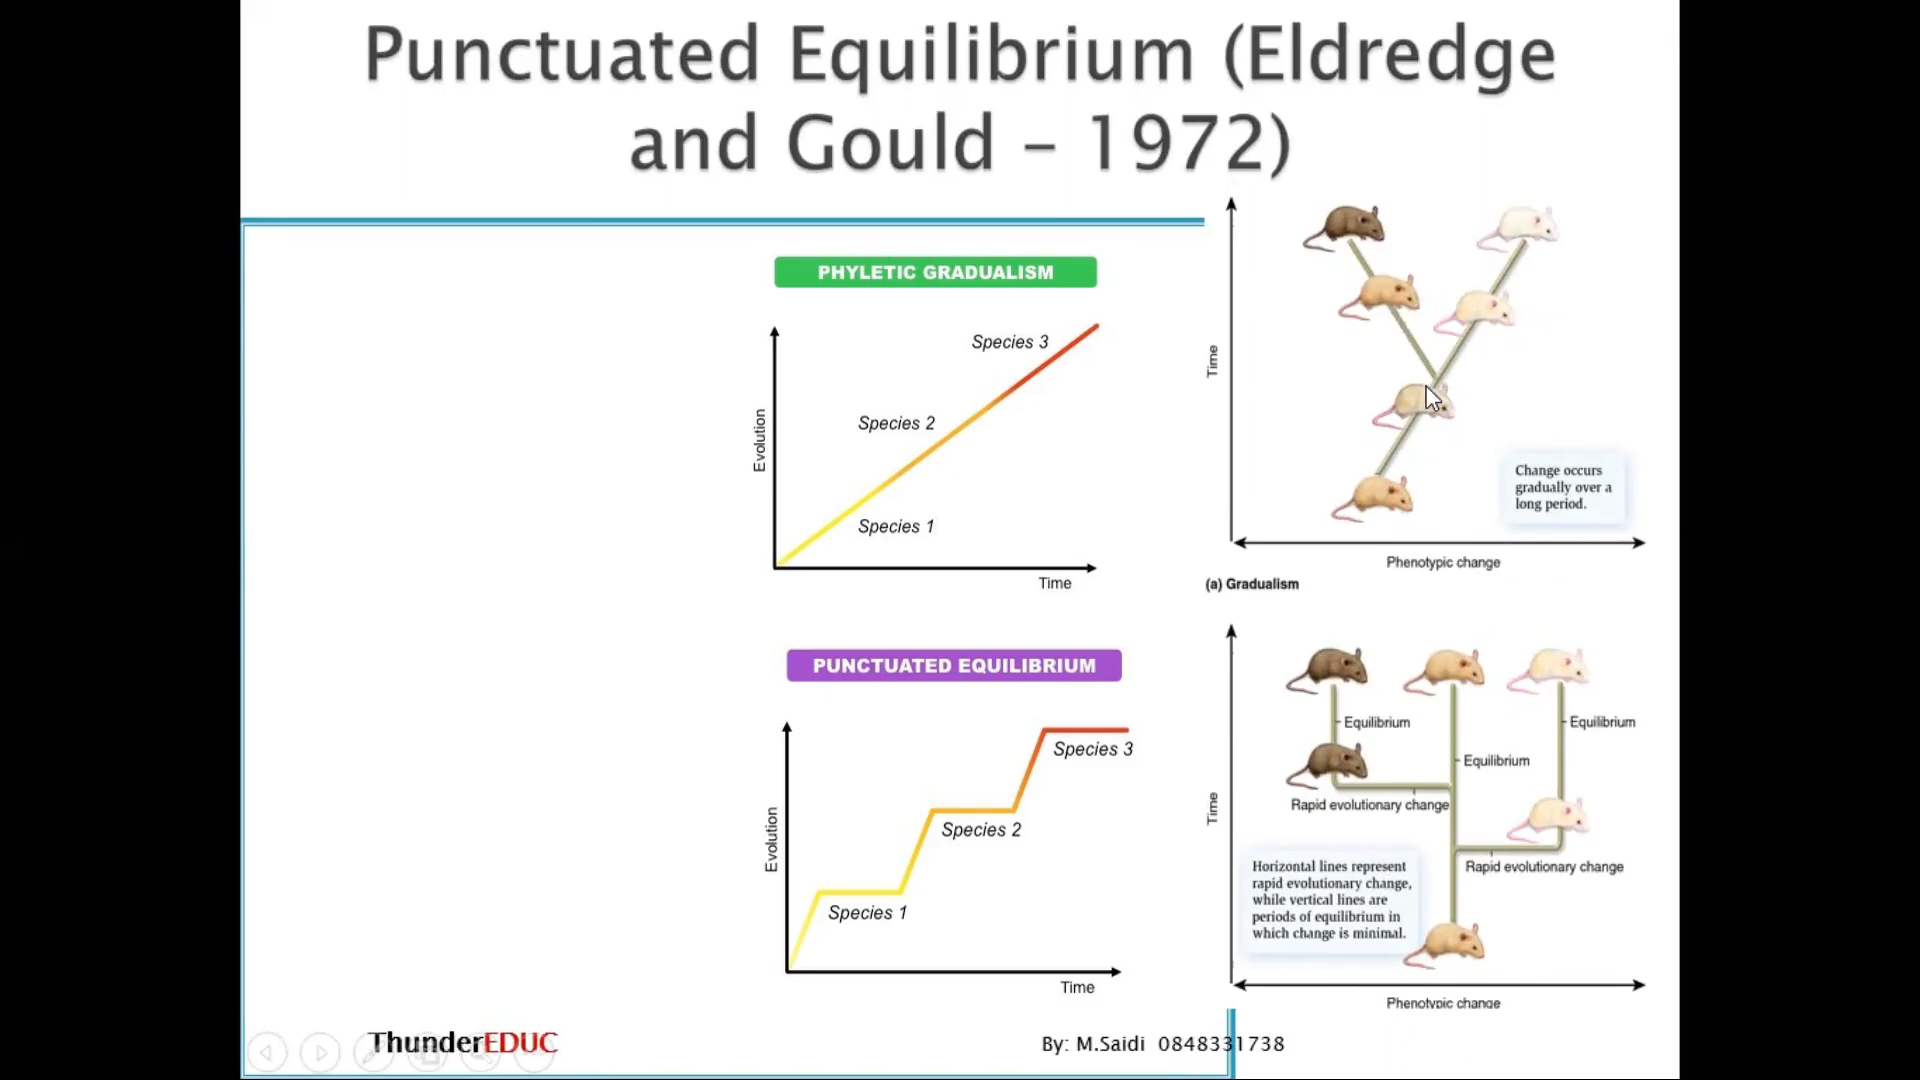 Punctuated Equilibrium (Eldredge
and Gould – 1972)
PHYLETIC GRADUALISM
Species 3
Species 2
Species 1
Evolution
Time
PUNCTUATED EQUILIBRIUM
Species 3
Species 2
Species 1
Evolution
Time
Time
Change occurs
gradually over a
long period.
Phenotypic change
(a) Gradualism
Equilibrium
Equilibrium
Equilibrium
Rapid evolutionary change
Rapid evolutionary change
Time
Horizontal lines represent
rapid evolutionary change,
while vertical lines are
periods of equilibrium in
which change is minimal.
Phenotypic change
ThunderEDUC
By: M.Saidi 0848331738